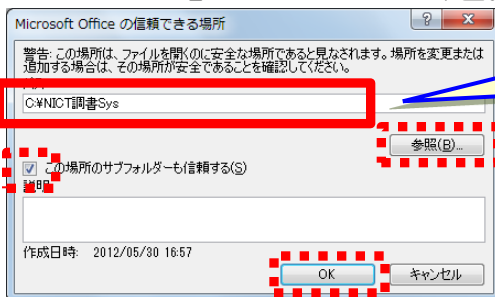 Microsoft Office の信頼できる場所
警告: この場所は、ファイルを開くのに安全な場所であると見なされます。場所を変更または
追加する場合は、その場所が安全であることを確認してください。
C:¥NICT調書Sys
参照(B)...
この場所のサブフォルダーも信頼する(S)
説明:
作成日時: 2012/05/30 16:57
OK
キャンセル